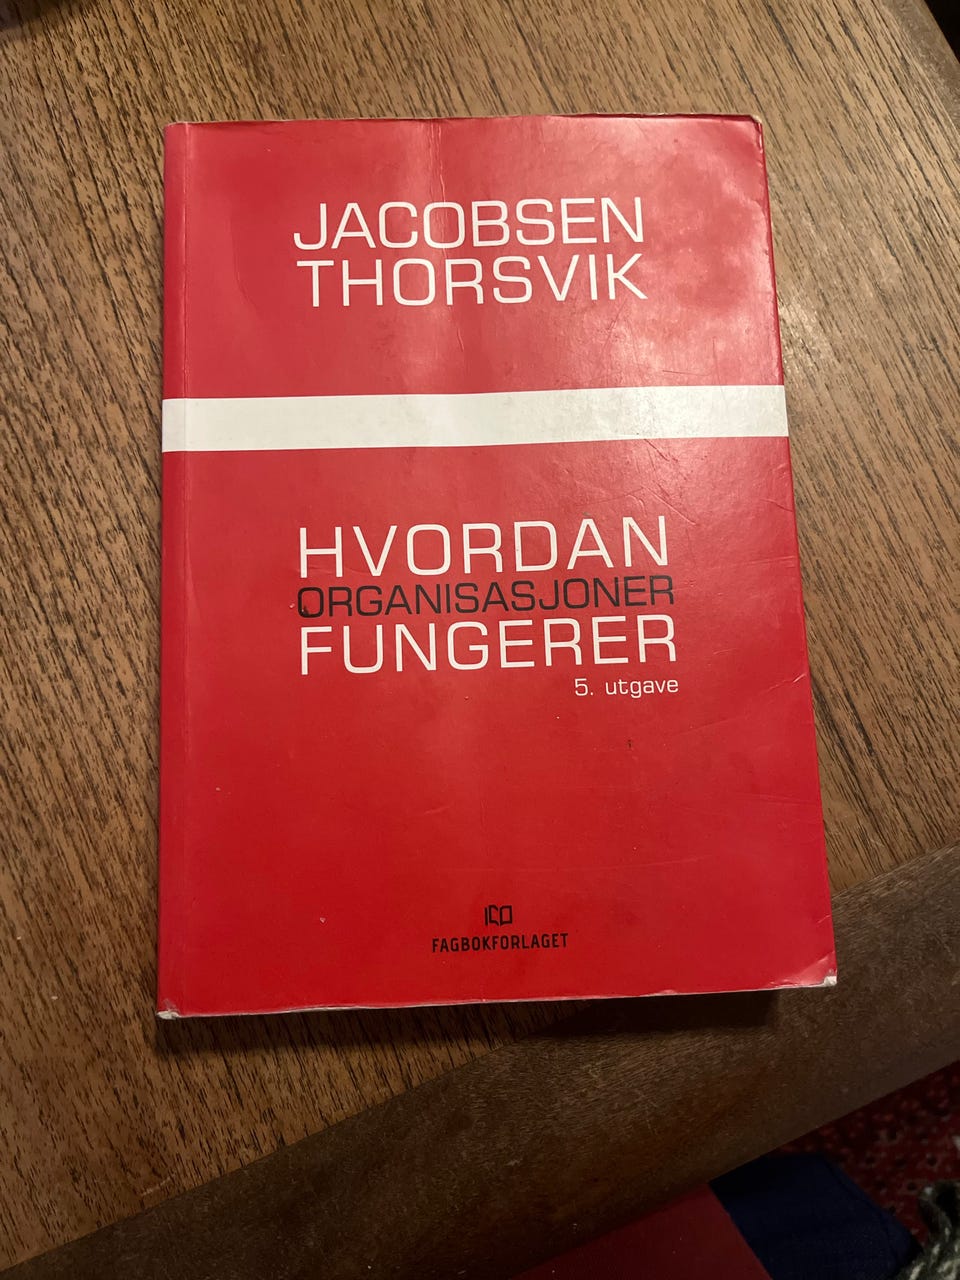 JACOBSEN
THORSVIK
HVORDAN
ORGANISASJONER
FUNGERER
5. utgave
FAGBOKFORLAGET